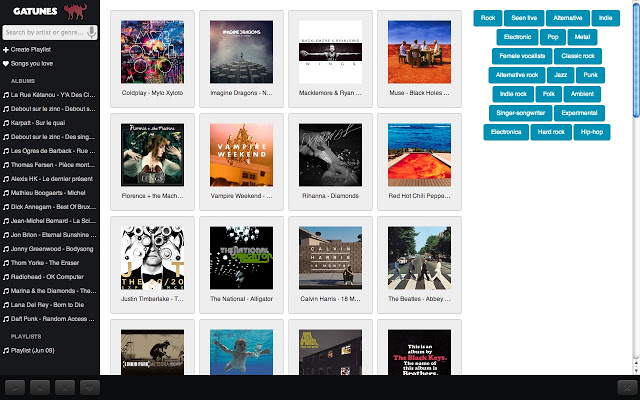 GATUNES
Search by artist or genre...
Create Playlist
Songs you love
ALBUMS
La Rue Kétanou - Y'A Des Ci...
Debout sur le zinc - Debout s...
Karpatt - Sur le quai
Debout sur le zinc - Des sing...
Les Ogres de Barback - Rue ...
Thomas Fersen - Pièce mont...
Alexis HK - Le dernier présent
Mathieu Boogaerts - Michel
Dick Annegarn - Best Of Brux...
Jean-Michel Bernard - La Sci...
Jon Brion - Eternal Sunshine ...
Jonny Greenwood - Bodysong
Thom Yorke - The Eraser
Radiohead - OK Computer
Marina & the Diamonds - The...
Lana Del Rey - Born to Die
Daft Punk - Random Access ...
PLAYLISTS
Playlist (Jun 09)
IMAGINE DRAGONS
MACKLEMORE & RYAN LEWIS
WINGS
Coldplay - Mylo Xyloto
Imagine Dragons - N...
Macklemore & Ryan ...
Muse - Black Holes ...
Florence + the Machine
LUNGS
VAMPIRE
WEEKEND
Florence + the Mach...
Vampire Weekend - ...
Rihanna - Diamonds
Red Hot Chili Peppe...
JT
THE 20/20
EXPERIENCE
THE NATIONAL
ALLIGATOR
CALVIN
HARRIS
18 MONTHS
Justin Timberlake - T...
The National - Alligator
Calvin Harris - 18 M...
The Beatles - Abbey ...
LINKIN PARK
This is an
album by
The Black Keys.
The name of
this album is
Brothers.
Rock
Seen live
Alternative
Indie
Electronic
Pop
Metal
Female vocalists
Classic rock
Alternative rock
Jazz
Punk
Indie rock
Folk
Ambient
Singer-songwriter
Experimental
Electronica
Hard rock
Hip-hop